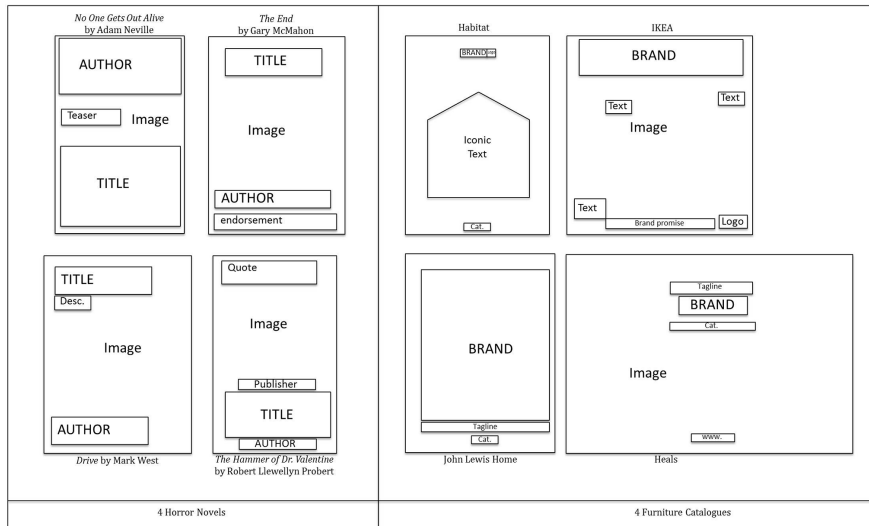 No One Gets Out Alive
by Adam Neville
AUTHOR
Teaser
Image
TITLE
The End
by Gary McMahon
TITLE
Image
AUTHOR
endorsement
TITLE
Desc.
Image
AUTHOR
Drive by Mark West
Quote
Image
Publisher
TITLE
AUTHOR
The Hammer of Dr. Valentine
by Robert Llewellyn Probert
4 Horror Novels
Habitat
BRAND
Iconic
Text
Cat.
IKEA
BRAND
Text
Text
Image
Text
Brand promise
Logo
BRAND
Tagline
Cat.
John Lewis Home
Tagline
BRAND
Cat.
Image
www.
Heals
4 Furniture Catalogues